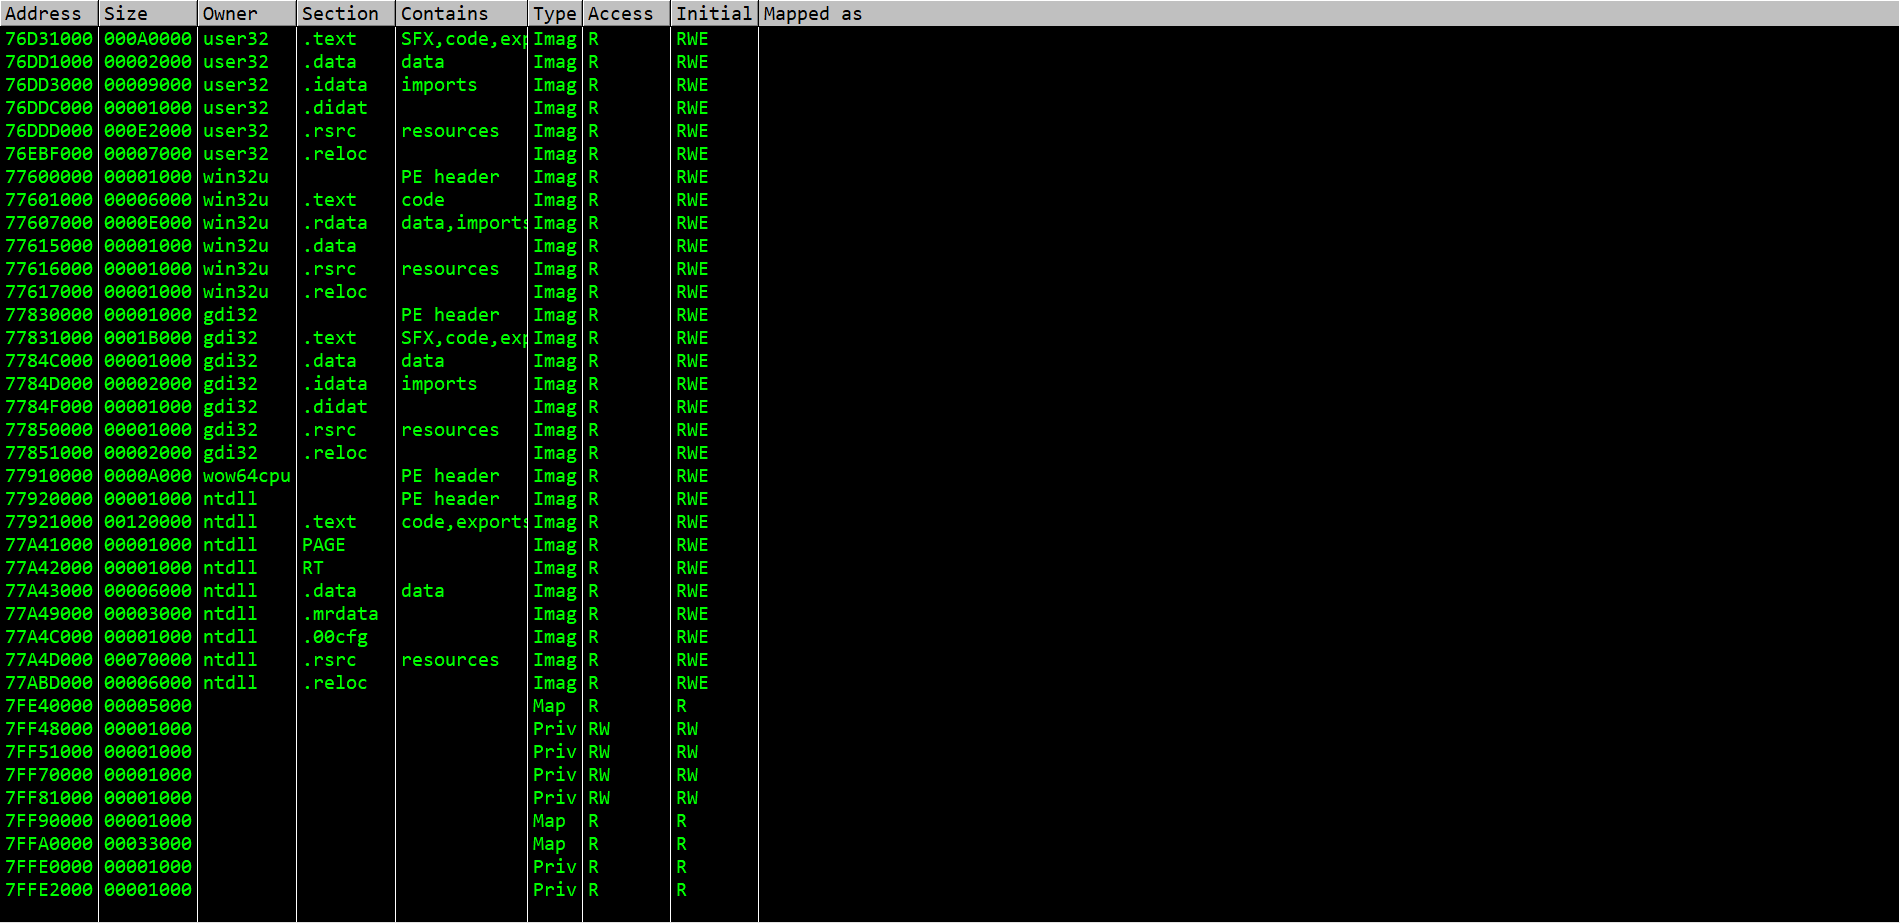 Address Size Owner Section Contains Type Access Initial Mapped as
76D31000 000A0000 user32 .text SFX,code,exp Imag R RWE
76DD1000 00002000 user32 .data data Imag R RWE
76DD3000 00009000 user32 .idata imports Imag R RWE
76DDC000 00001000 user32 .didat Imag R RWE
76DDD000 000E2000 user32 .rsrc resources Imag R RWE
76EBF000 00007000 user32 .reloc Imag R RWE
77600000 00001000 win32u PE header Imag R RWE
77601000 00006000 win32u .text code Imag R RWE
77607000 0000E000 win32u .rdata data,imports Imag R RWE
77615000 00001000 win32u .data Imag R RWE
77616000 00001000 win32u .rsrc resources Imag R RWE
77617000 00001000 win32u .reloc Imag R RWE
77830000 00001000 gdi32 PE header Imag R RWE
77831000 0001B000 gdi32 .text SFX,code,exp Imag R RWE
7784C000 00001000 gdi32 .data data Imag R RWE
7784D000 00002000 gdi32 .idata imports Imag R RWE
7784F000 00001000 gdi32 .didat Imag R RWE
77850000 00001000 gdi32 .rsrc resources Imag R RWE
77851000 00002000 gdi32 .reloc Imag R RWE
77910000 0000A000 wow64cpu PE header Imag R RWE
77920000 00001000 ntdll PE header Imag R RWE
77921000 00120000 ntdll .text code,exports Imag R RWE
77A41000 00001000 ntdll PAGE Imag R RWE
77A42000 00001000 ntdll RT Imag R RWE
77A43000 00006000 ntdll .data data Imag R RWE
77A49000 00003000 ntdll .mrdata Imag R RWE
77A4C000 00001000 ntdll .00cfg Imag R RWE
77A4D000 00070000 ntdll .rsrc resources Imag R RWE
77ABD000 00006000 ntdll .reloc Imag R RWE
7FE40000 00005000 Map R R
7FF48000 00001000 Priv RW RW
7FF51000 00001000 Priv RW RW
7FF70000 00001000 Priv RW RW
7FF81000 00001000 Priv RW RW
7FF90000 00001000 Map R R
7FFA0000 00033000 Map R R
7FFE0000 00001000 Priv R R
7FFE2000 00001000 Priv R R